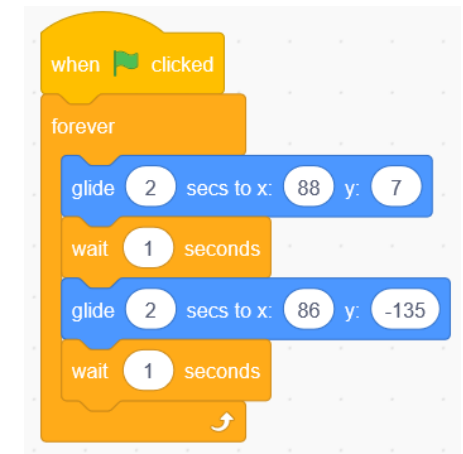 when clicked
forever
glide 2 secs to x: 88 y: 7
wait 1 seconds
glide 2 secs to x: 86 y: -135
wait 1 seconds